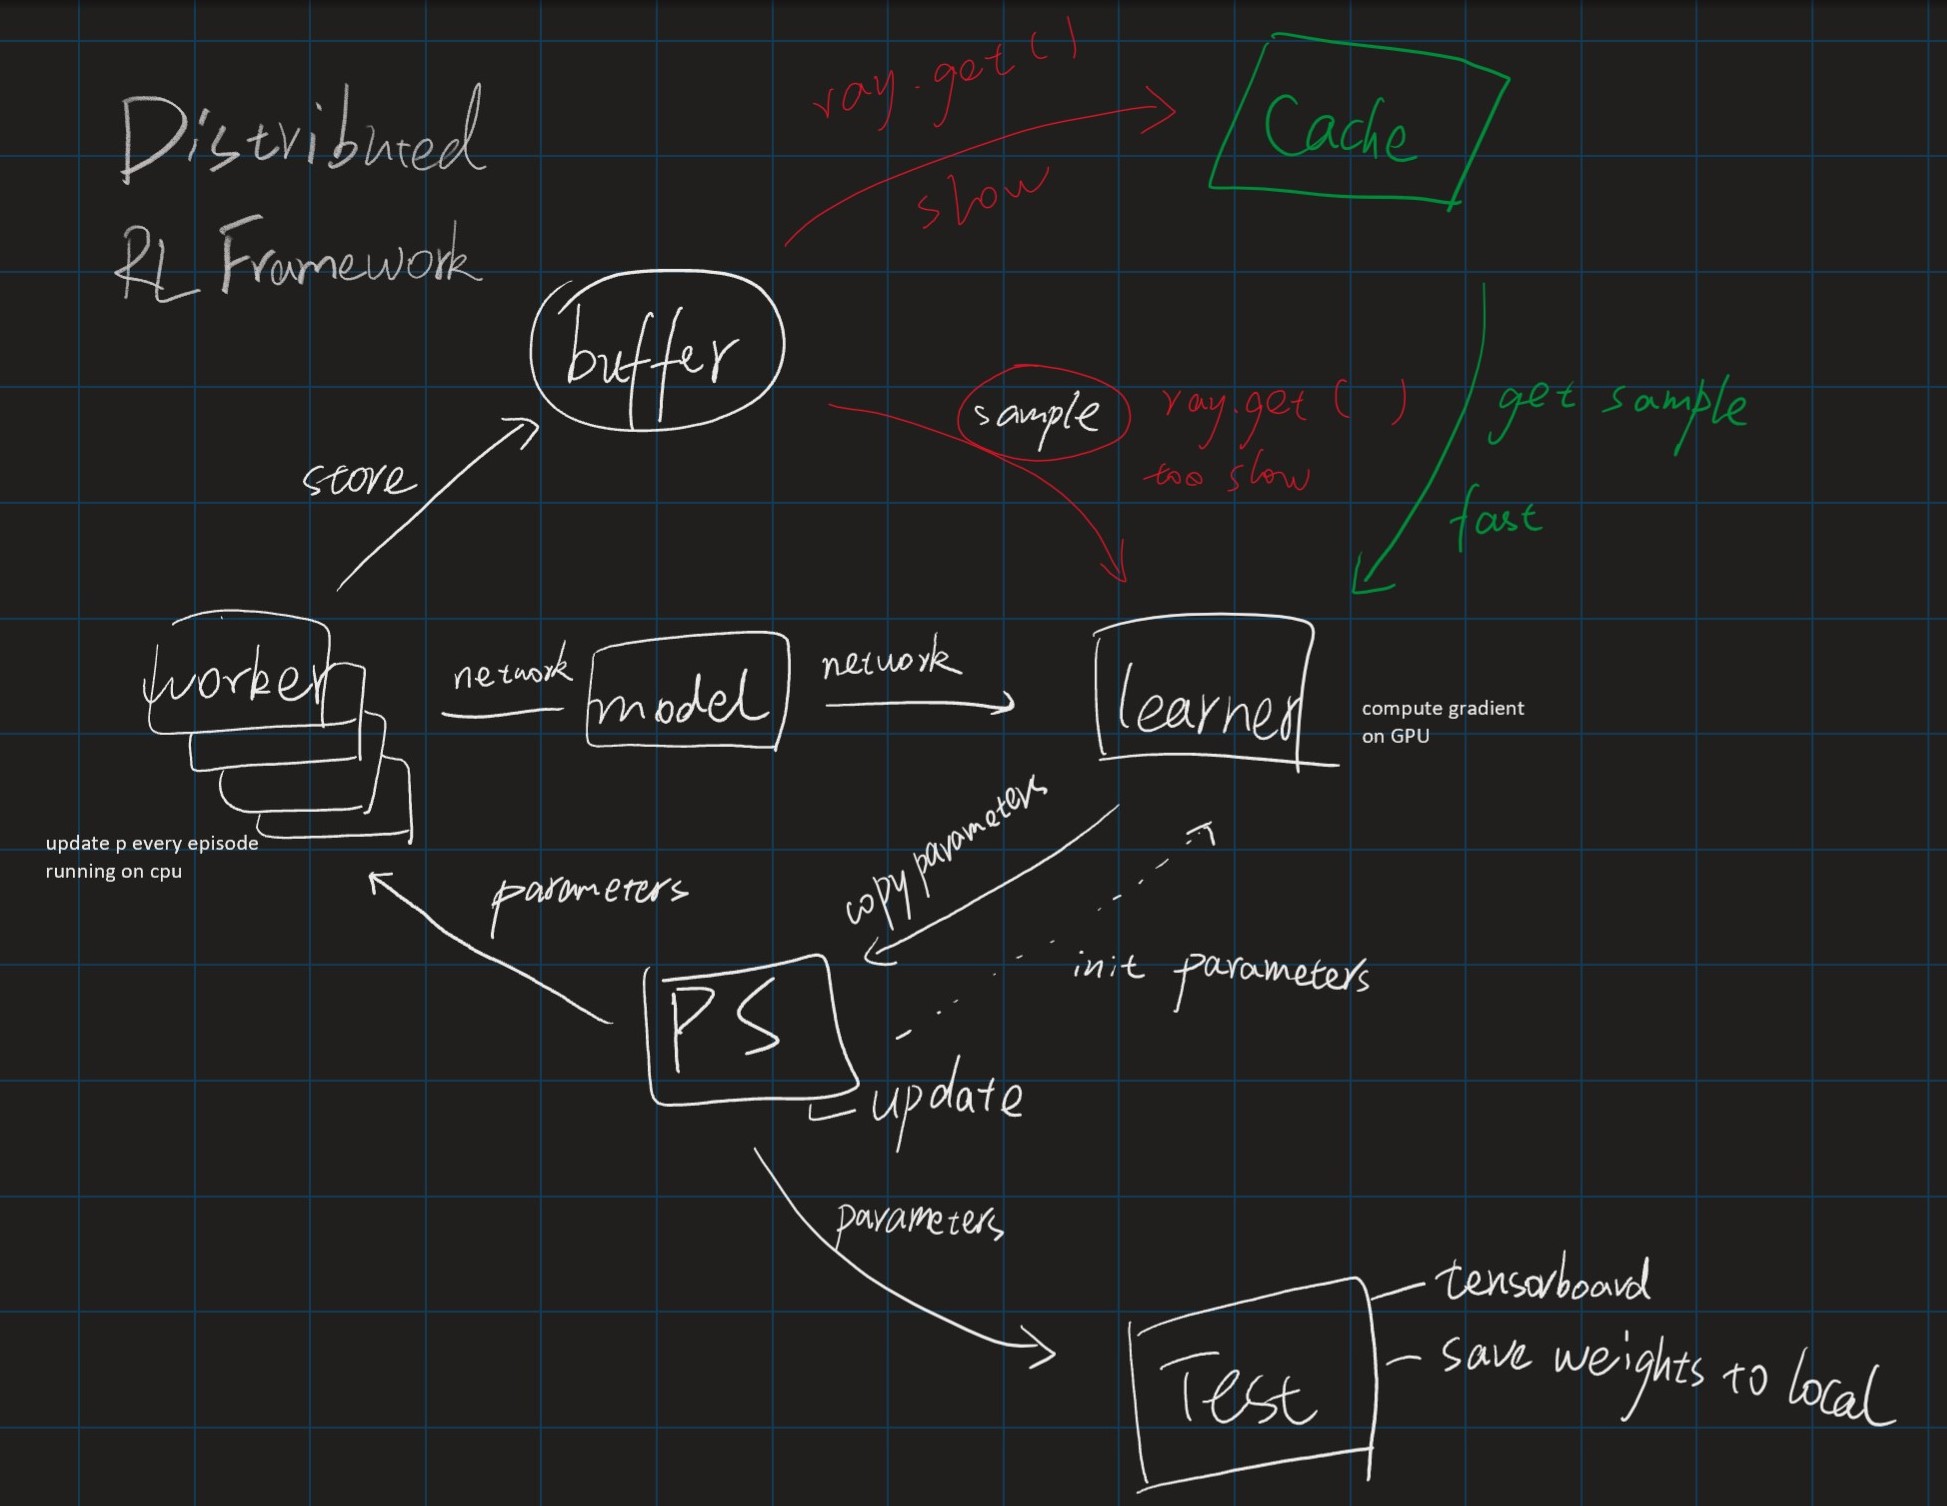 Distributed
RL Framework
ray.get()
slow
Cache
buffer
sample
ray.get( )
too slow
get sample
fast
store
worker
network
model
network
learner
compute gradient
on GPU
update p every episode
running on cpu
parameters
copy parameters
init parameters
PS
update
parameters
Test
tensorboard
save weights to local